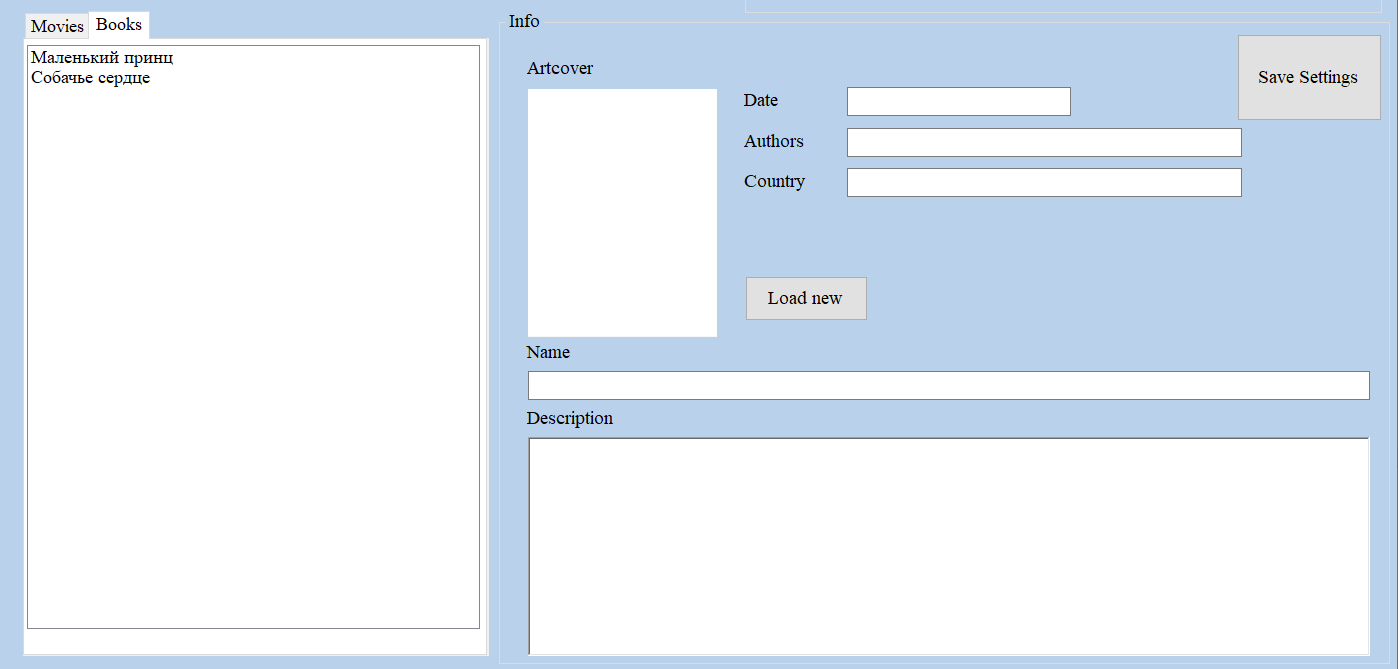 Movies
Books
Маленький принц
Собачье сердце
Info
Artcover
Save Settings
Date
Authors
Country
Load new
Name
Description